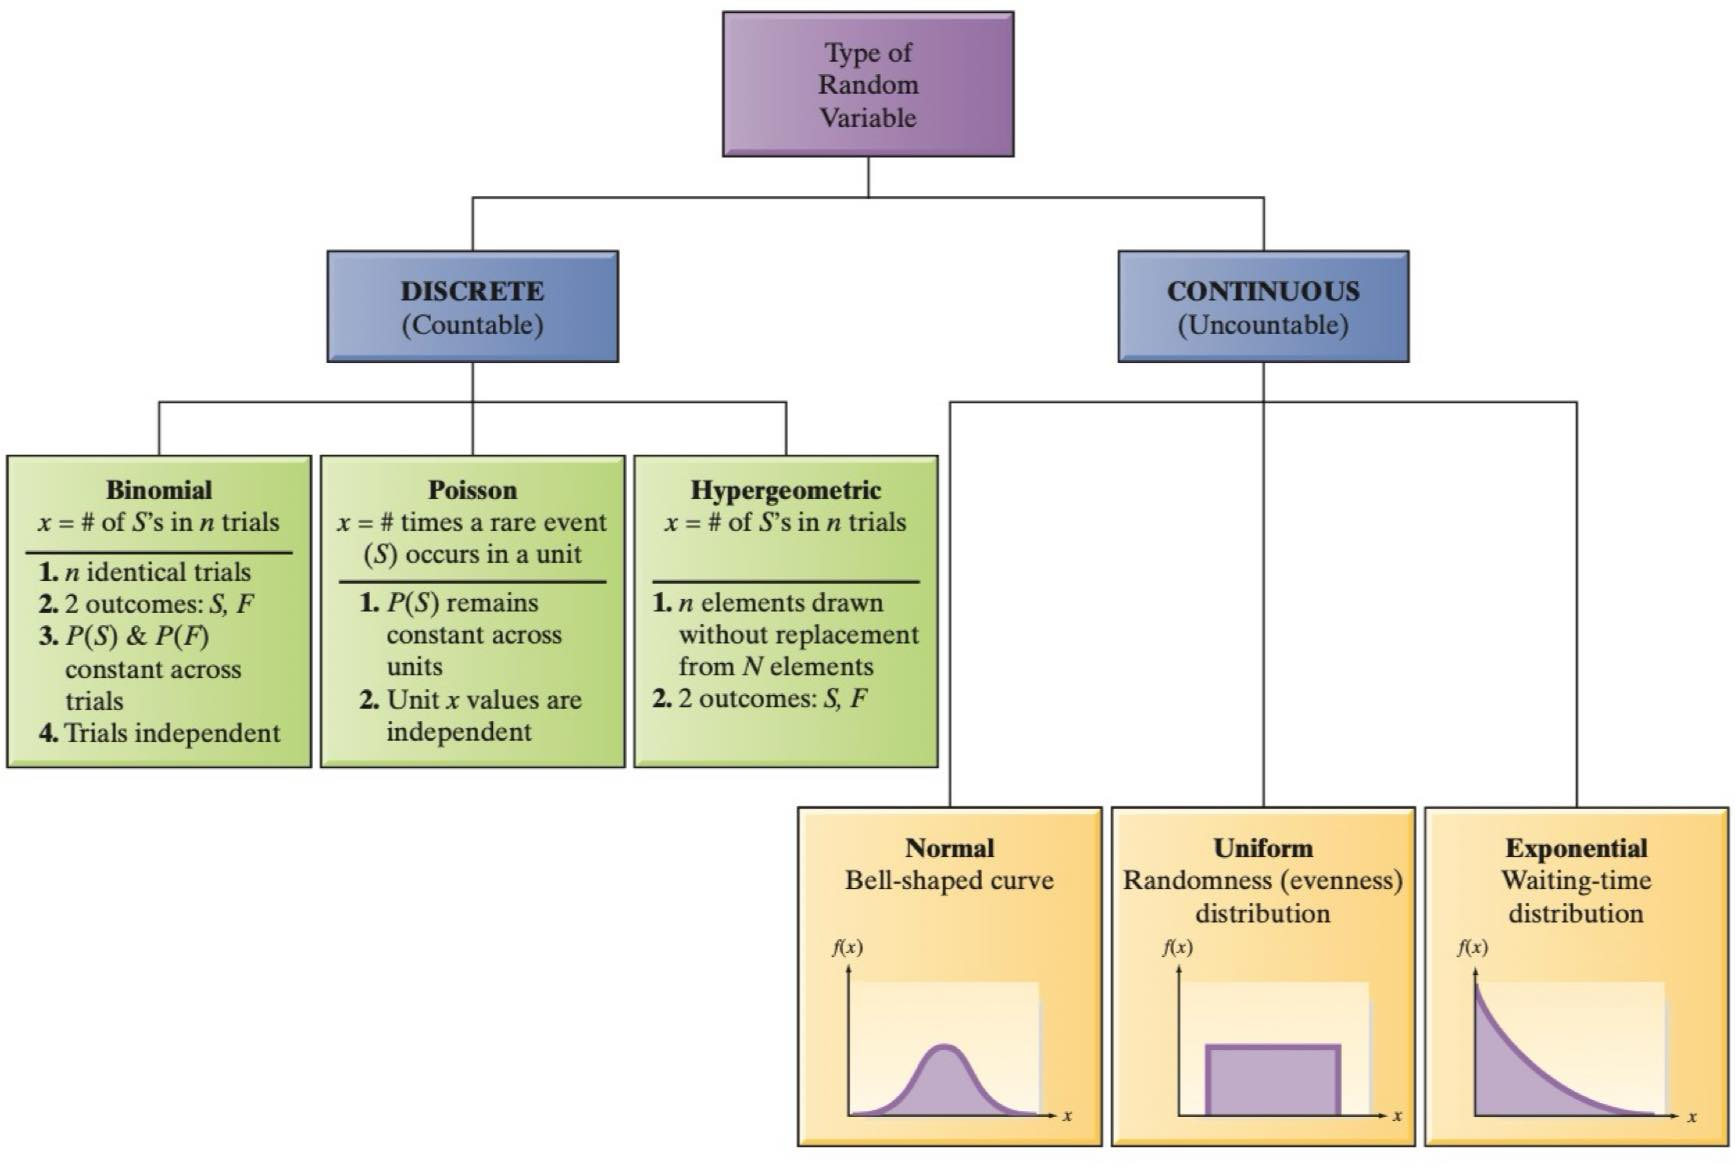 Type of
Random
Variable
DISCRETE
(Countable)
CONTINUOUS
(Uncountable)
Binomial
x = # of S’s in n trials
1. n identical trials
2. 2 outcomes: S, F
3. P(S) & P(F)
constant across
trials
4. Trials independent
Poisson
x = # times a rare event
(S) occurs in a unit
1. P(S) remains
constant across
units
2. Unit x values are
independent
Hypergeometric
x = # of S’s in n trials
1. n elements drawn
without replacement
from N elements
2. 2 outcomes: S, F
Normal
Bell-shaped curve
f(x)
x
Uniform
Randomness (evenness)
distribution
f(x)
x
Exponential
Waiting-time
distribution
f(x)
x